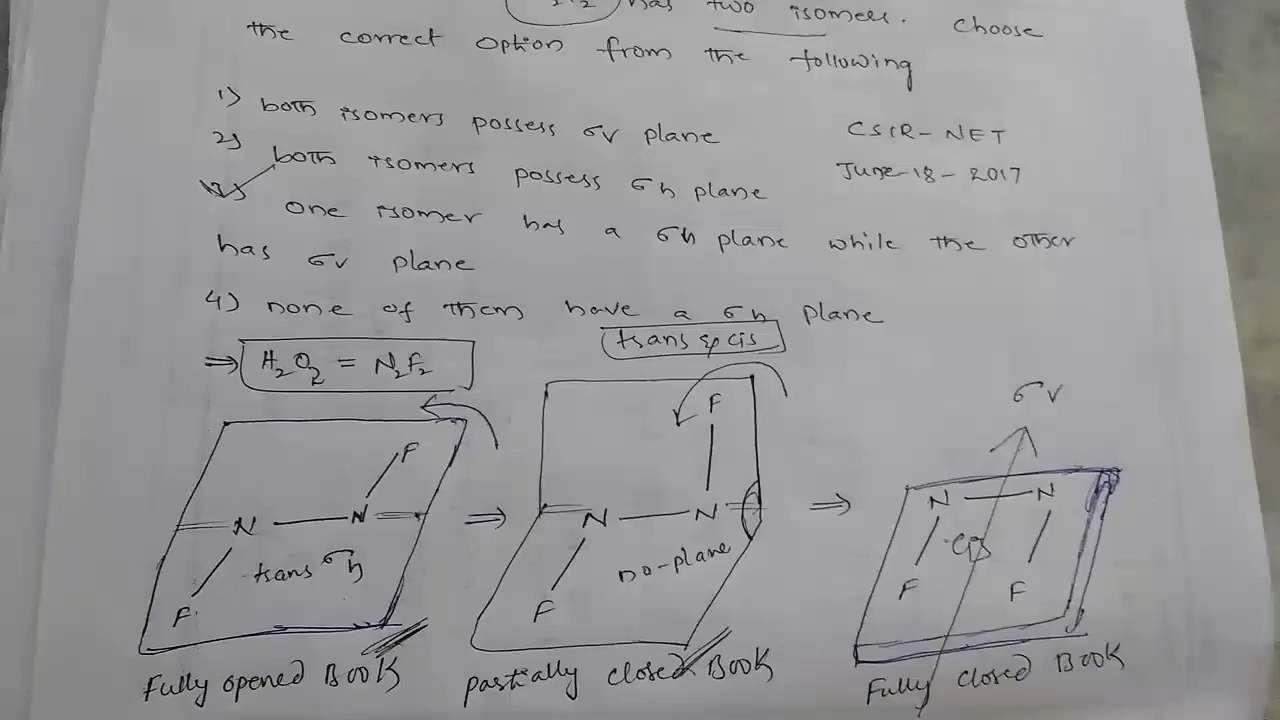 has two isomers. Choose
the correct option from the following
1) both isomers possess σv plane
CSIR-NET
2) both isomers possess σh plane
June-18-2017
3) One isomer has a σh plane while the other
has σv plane
4) none of them have a σh plane
⇒ H₂O₂ = N₂F₂
trans cis
σv
F
F
N — N
N — N
N — N
trans σh
no-plane
cis
F
F
F
F
Fully opened BOOK
partially closed BOOK
Fully closed BOOK